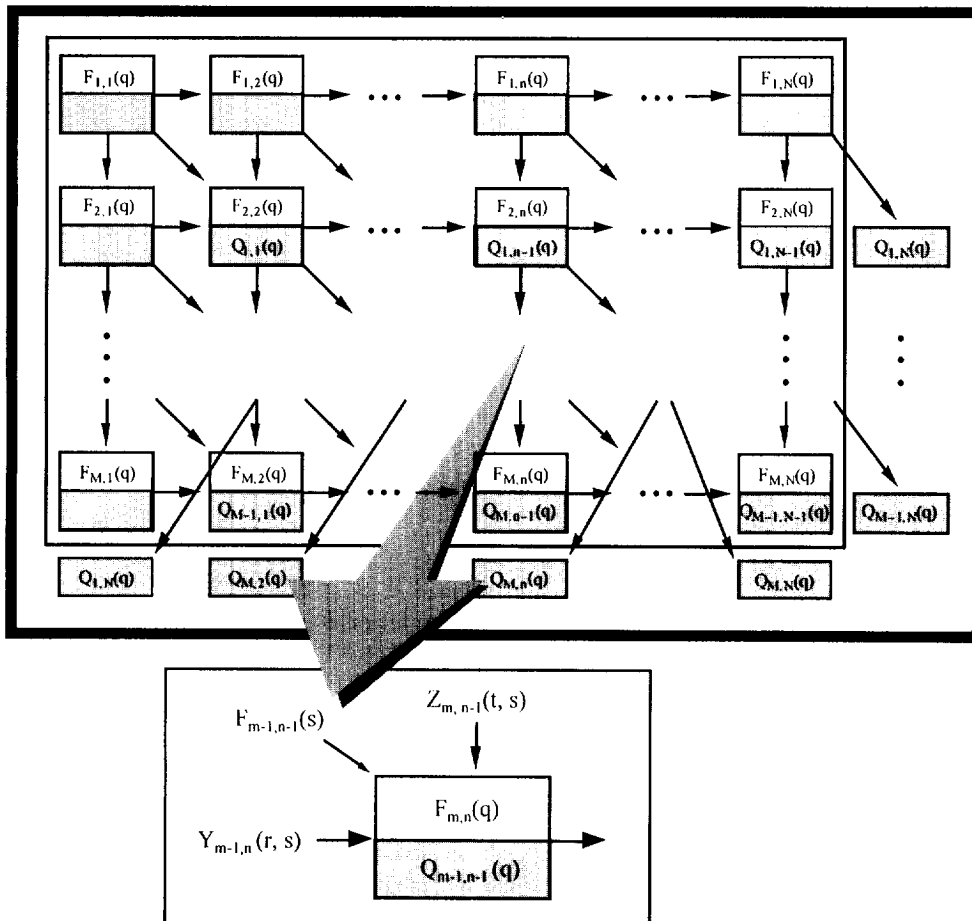 F1,1(q) F1,2(q) F1,n(q) F1,N(q)
... ...
F2,1(q) F2,2(q) F2,n(q) F2,N(q)
Q1,1(q) ... Q1,n-1(q) ... Q1,N-1(q) Q1,N(q)
FM,1(q) FM,2(q) FM,n(q) FM,N(q)
QM-1,1(q) ... QM,n-1(q) ... QM-1,N-1(q) QM-1,N(q)
Q1,N(q) QM,2(q) QM,n(q) QM,N(q)
Zm, n-1(t, s)
Fm-1,n-1(s)
Fm,n(q)
Ym-1,n(r, s)
Qm-1,n-1(q)